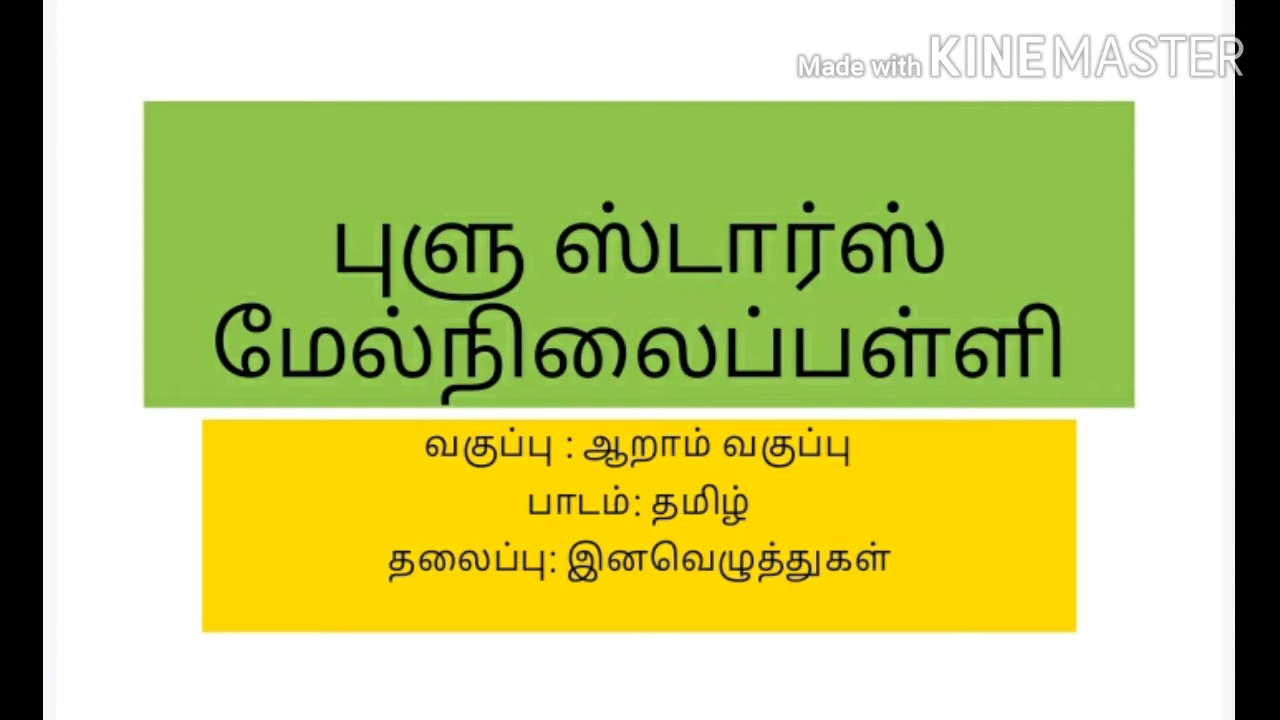 Made with KINEMASTER
புளு ஸ்டார்ஸ்
மேல்நிலைப்பள்ளி
வகுப்பு : ஆறாம் வகுப்பு
பாடம்: தமிழ்
தலைப்பு: இனவெழுத்துகள்